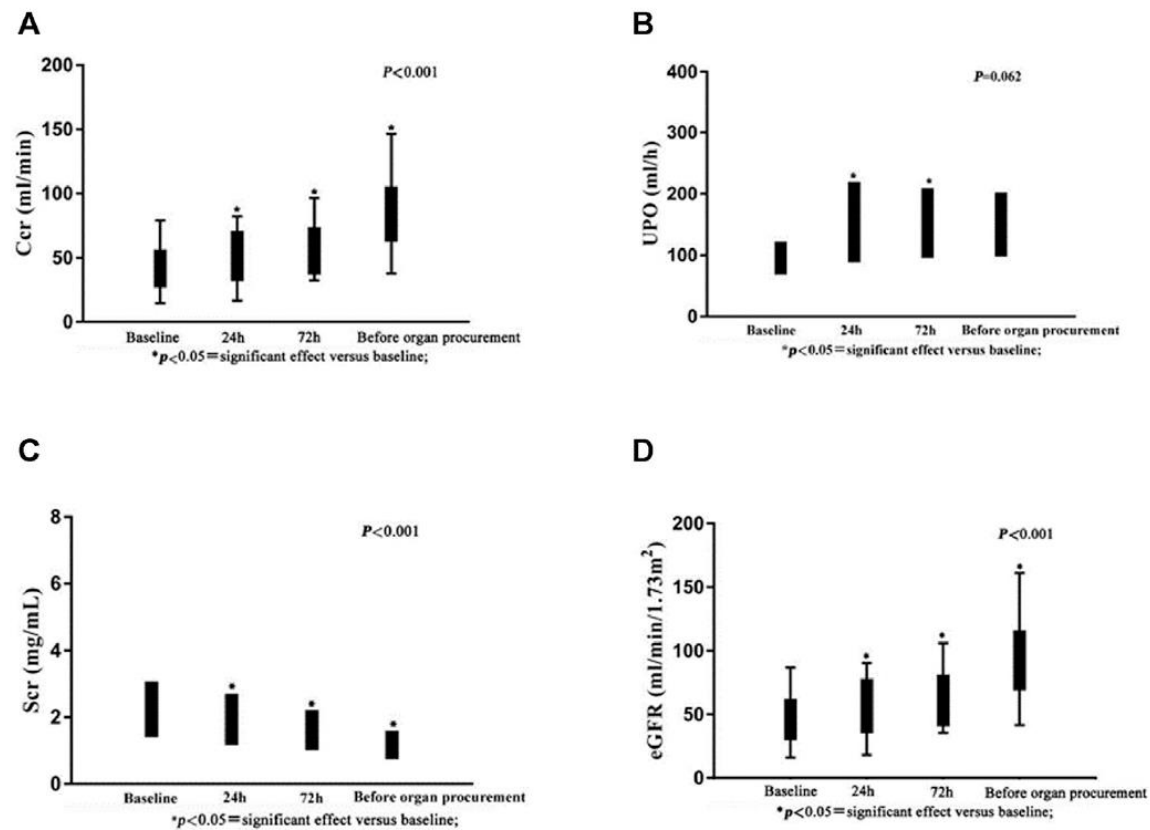 A
200
150
100
50
0
Ccr (ml/min)
P<0.001
*
*
*
Baseline 24h 72h Before organ procurement
*p<0.05=significant effect versus baseline;
B
400
300
200
100
0
UPO (ml/h)
P=0.062
*
*
Baseline 24h 72h Before organ procurement
*p<0.05=significant effect versus baseline;
C
8
6
4
2
0
Scr (mg/mL)
P<0.001
*
*
*
Baseline 24h 72h Before organ procurement
*p<0.05=significant effect versus baseline;
D
200
150
100
50
0
eGFR (ml/min/1.73m²)
P<0.001
*
*
*
Baseline 24h 72h Before organ procurement
*p<0.05=significant effect versus baseline;